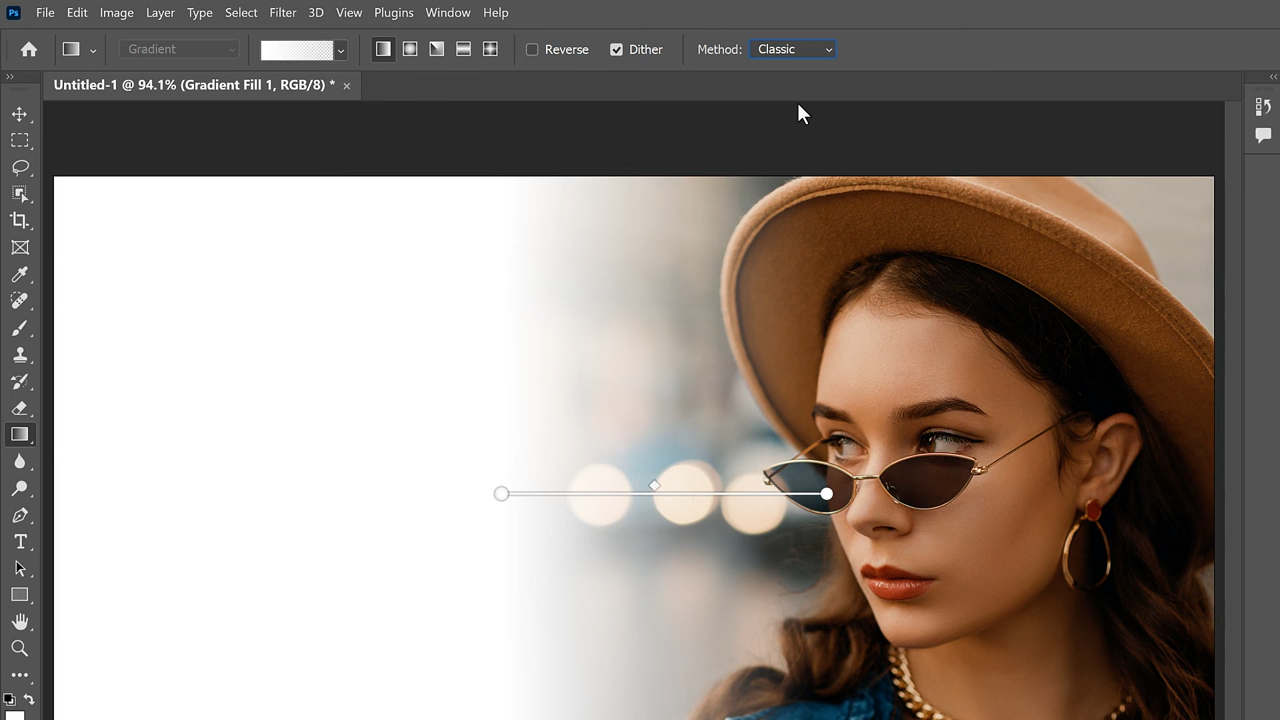 Ps File Edit Image Layer Type Select Filter 3D View Plugins Window Help
Gradient Reverse Dither Method: Classic
Untitled-1 @ 94.1% (Gradient Fill 1, RGB/8) * ×
T